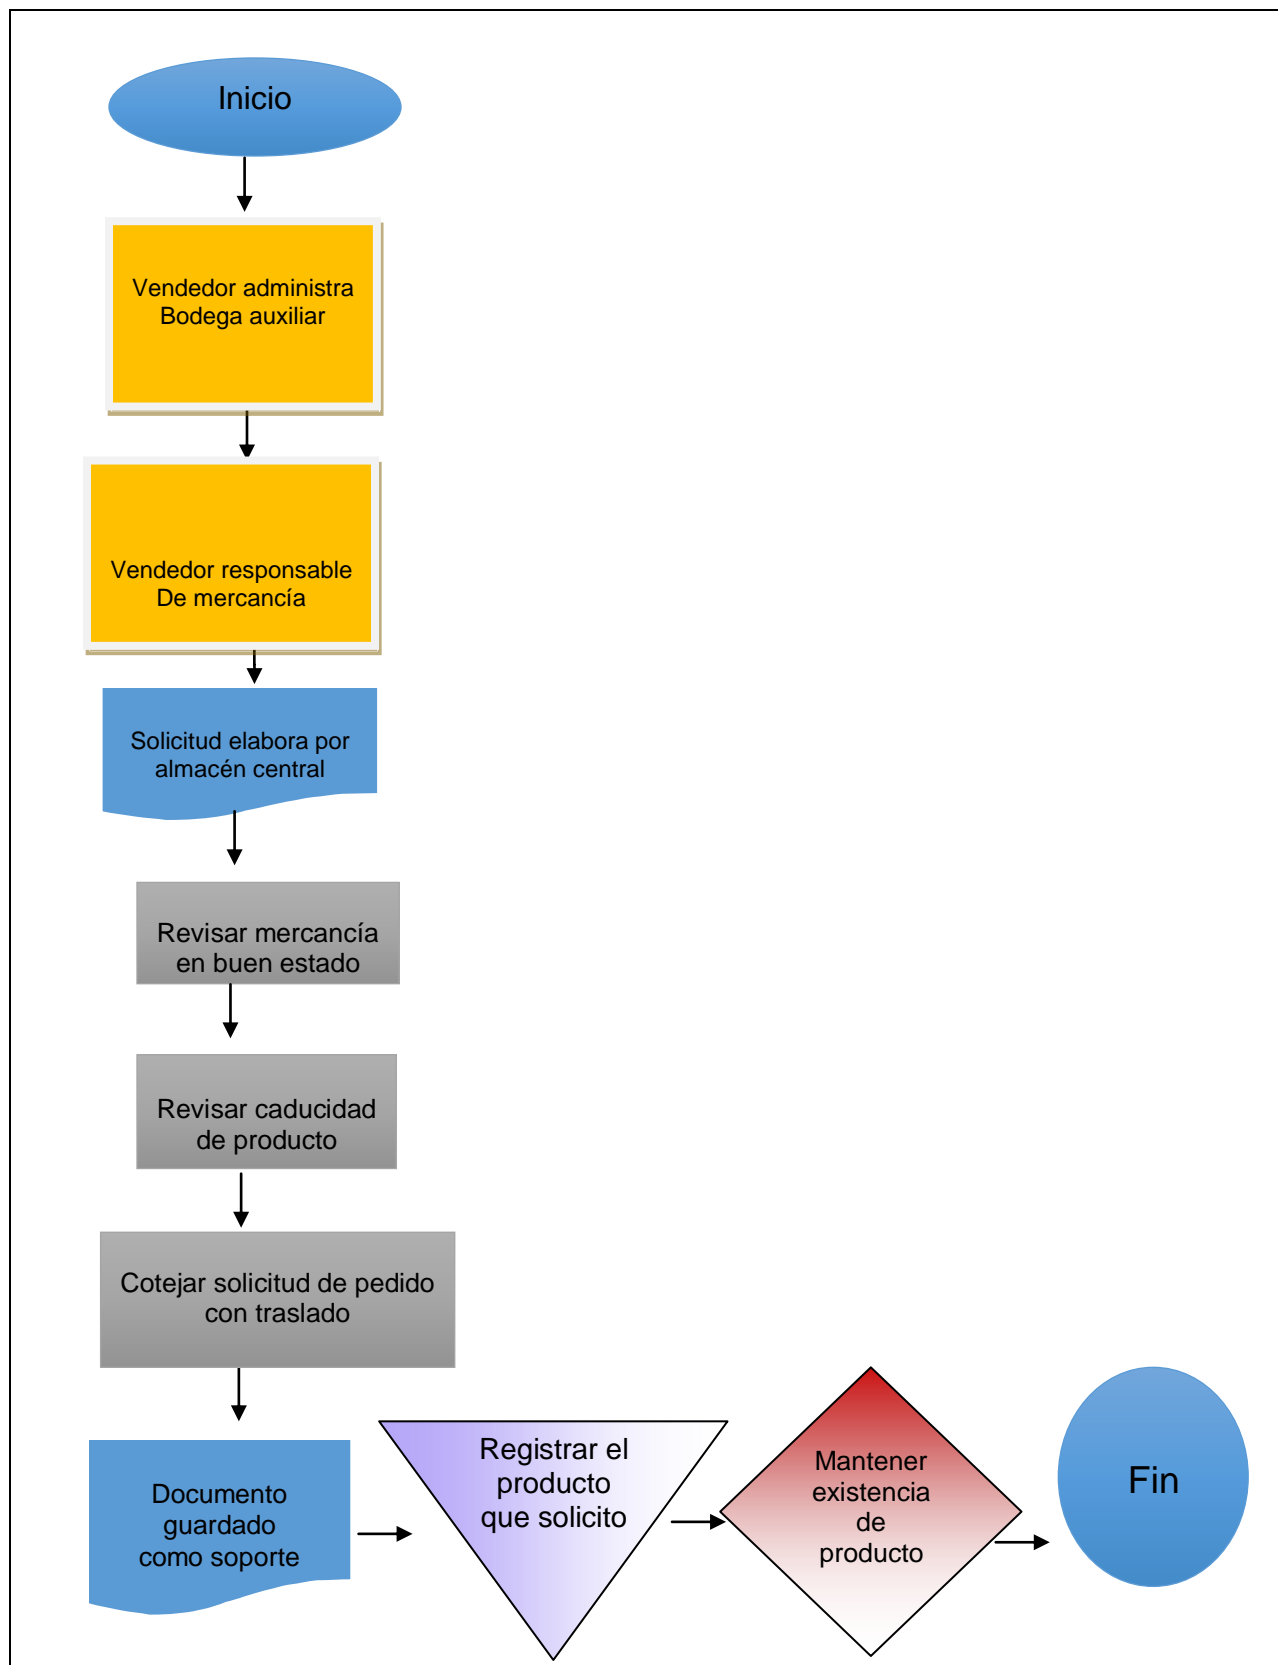 Inicio
Vendedor administra
Bodega auxiliar
Vendedor responsable
De mercancía
Solicitud elabora por
almacén central
Revisar mercancía
en buen estado
Revisar caducidad
de producto
Cotejar solicitud de pedido
con traslado
Documento
guardado
como soporte
Registrar el
producto
que solicito
Mantener
existencia
de
producto
Fin